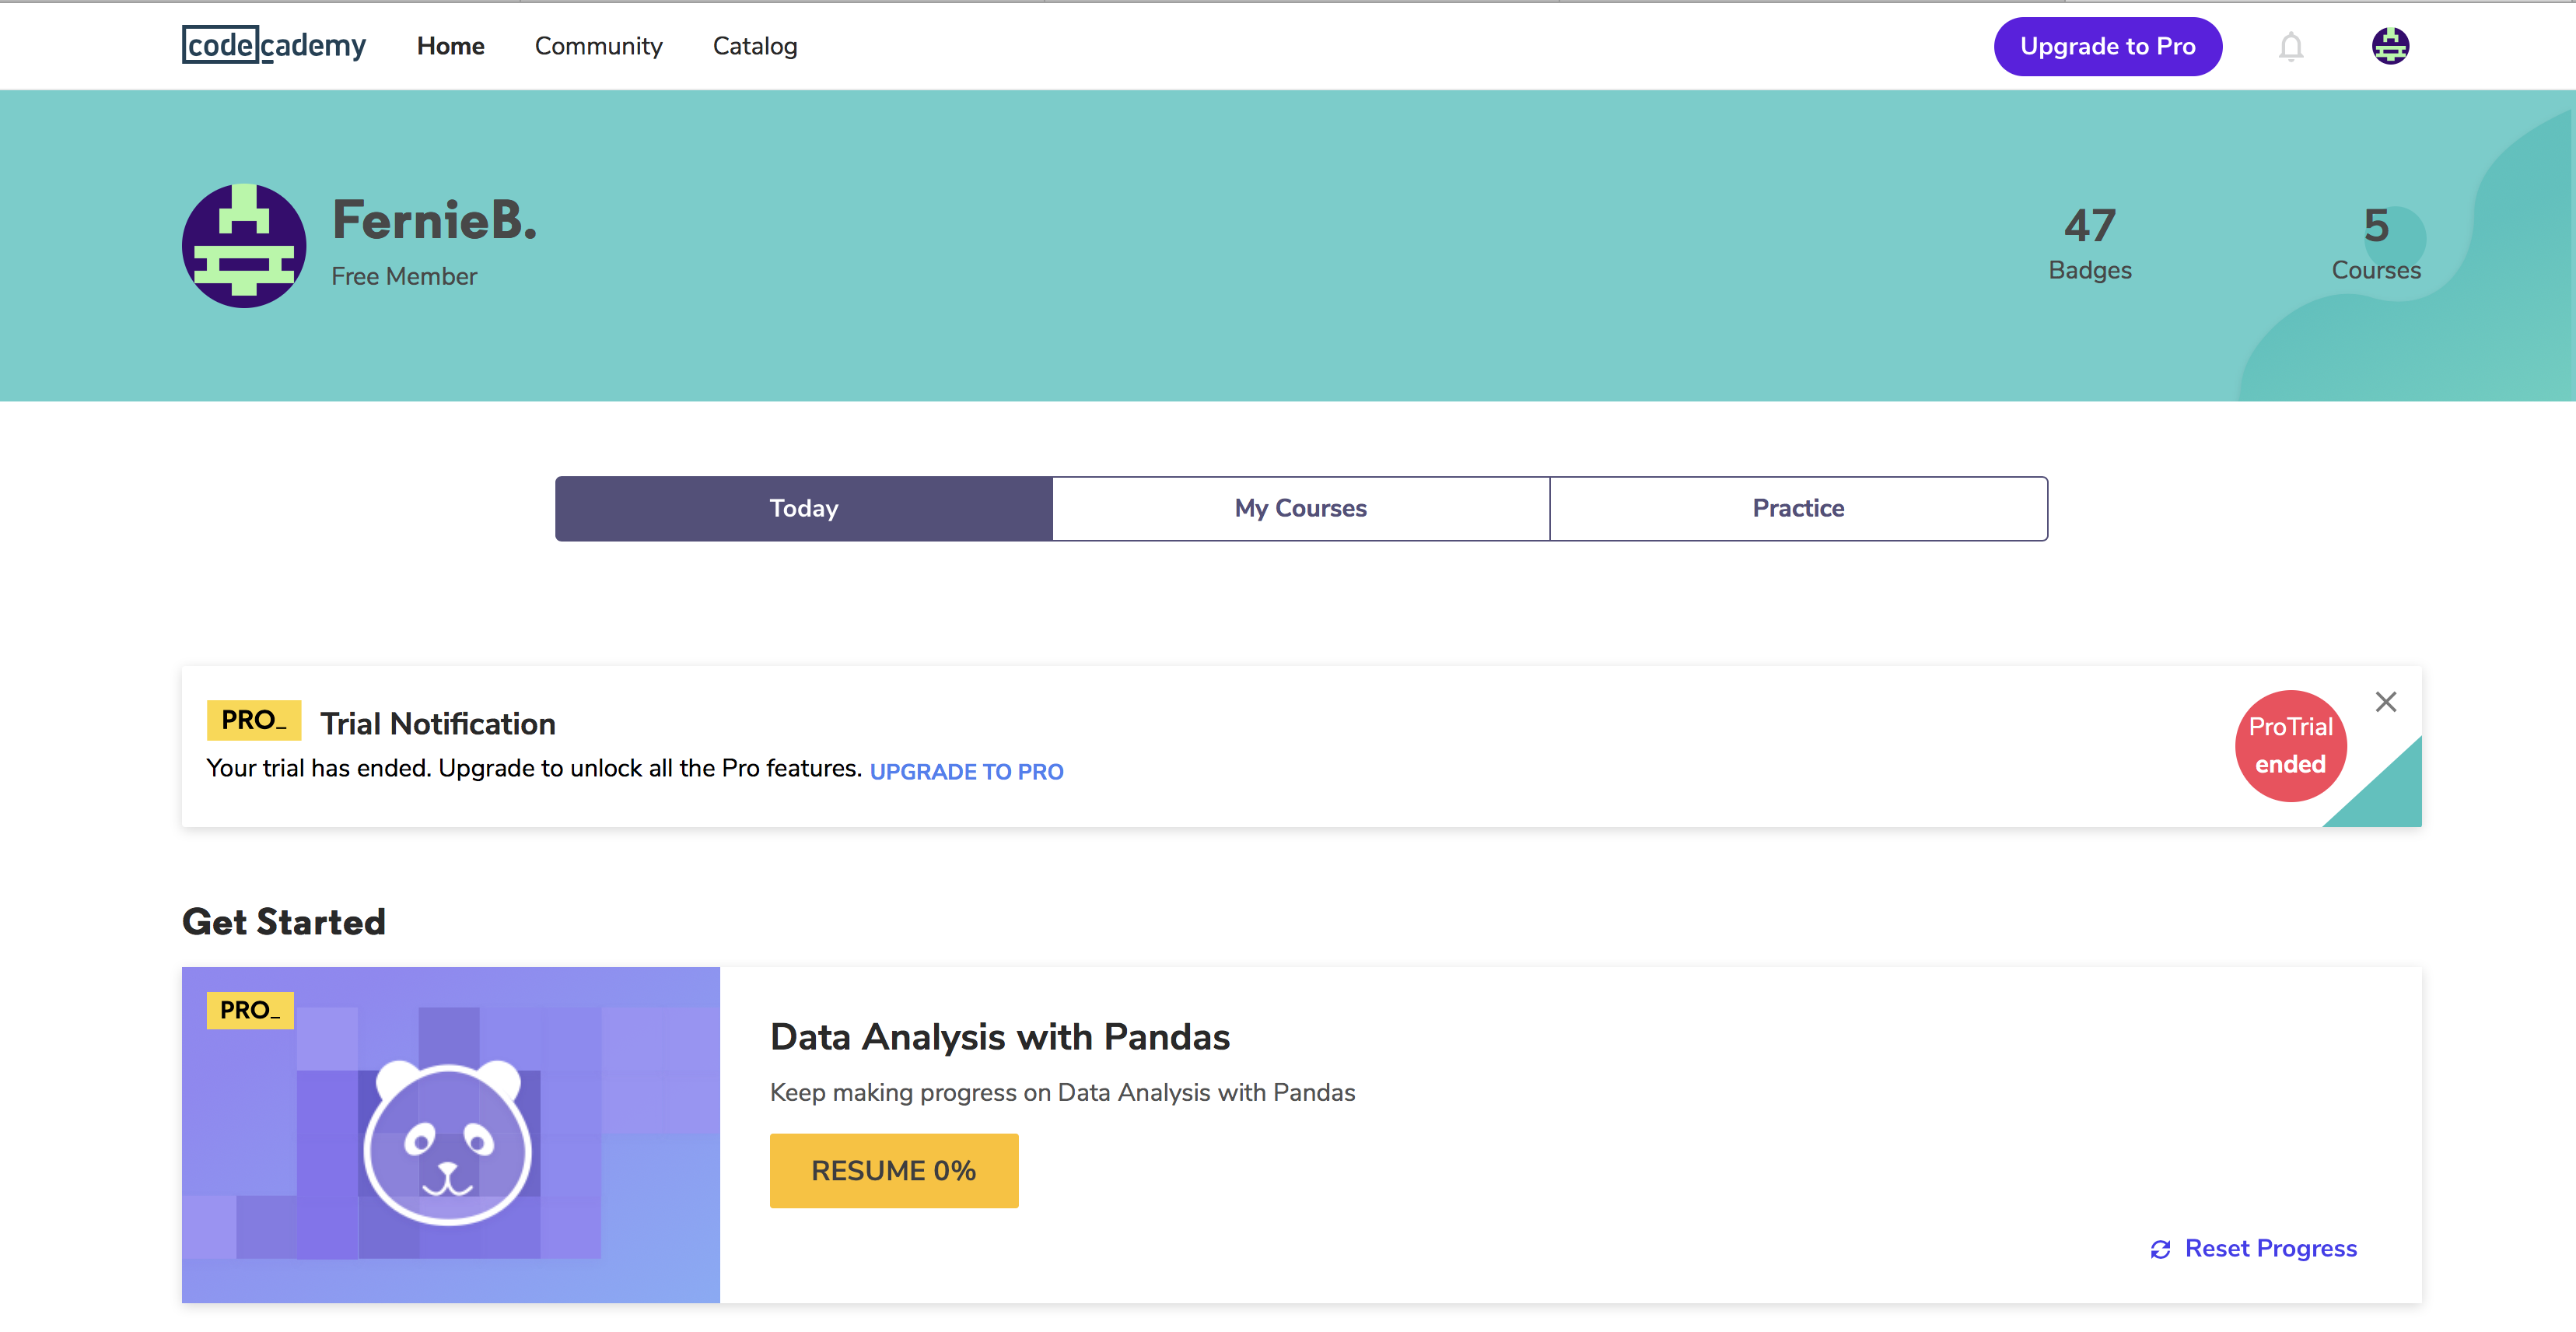 codecademy Home Community Catalog Upgrade to Pro
FernieB.
Free Member
47
Badges
5
Courses
Today My Courses Practice
PRO_ Trial Notification
Your trial has ended. Upgrade to unlock all the Pro features. UPGRADE TO PRO
ProTrial
ended
Get Started
PRO_
Data Analysis with Pandas
Keep making progress on Data Analysis with Pandas
RESUME 0%
Reset Progress